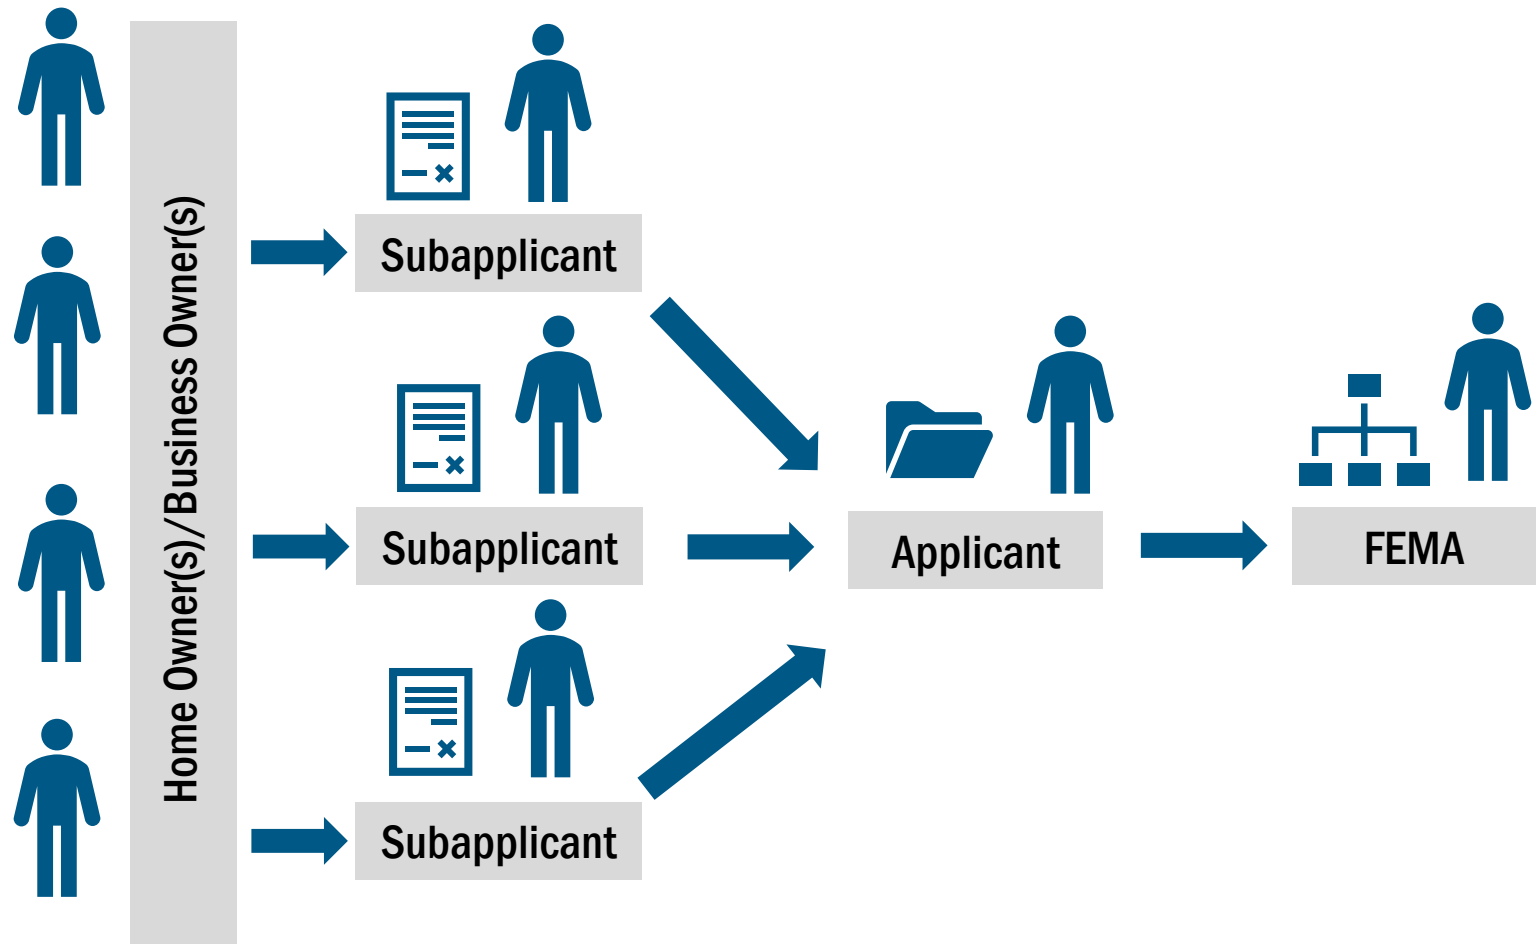 Home Owner(s)/Business Owner(s)
Subapplicant
Subapplicant
Subapplicant
Applicant
FEMA